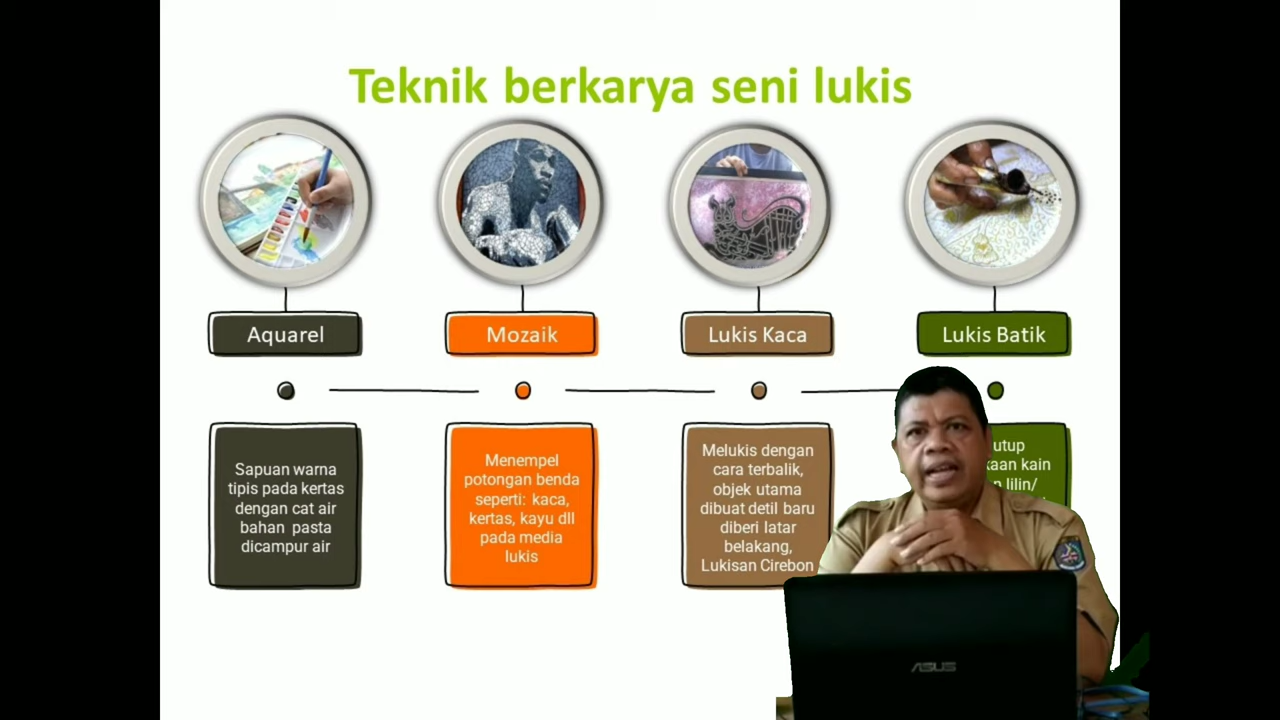 Teknik berkarya seni lukis
Aquarel
Mozaik
Lukis Kaca
Lukis Batik
Sapuan warna
tipis pada kertas
dengan cat air
bahan pasta
dicampur air
Menempel
potongan benda
seperti: kaca,
kertas, kayu dll
pada media
lukis
Melukis dengan
cara terbalik,
objek utama
dibuat detil baru
diberi latar
belakang,
Lukisan Cirebon
kain
lilin/
ASUS